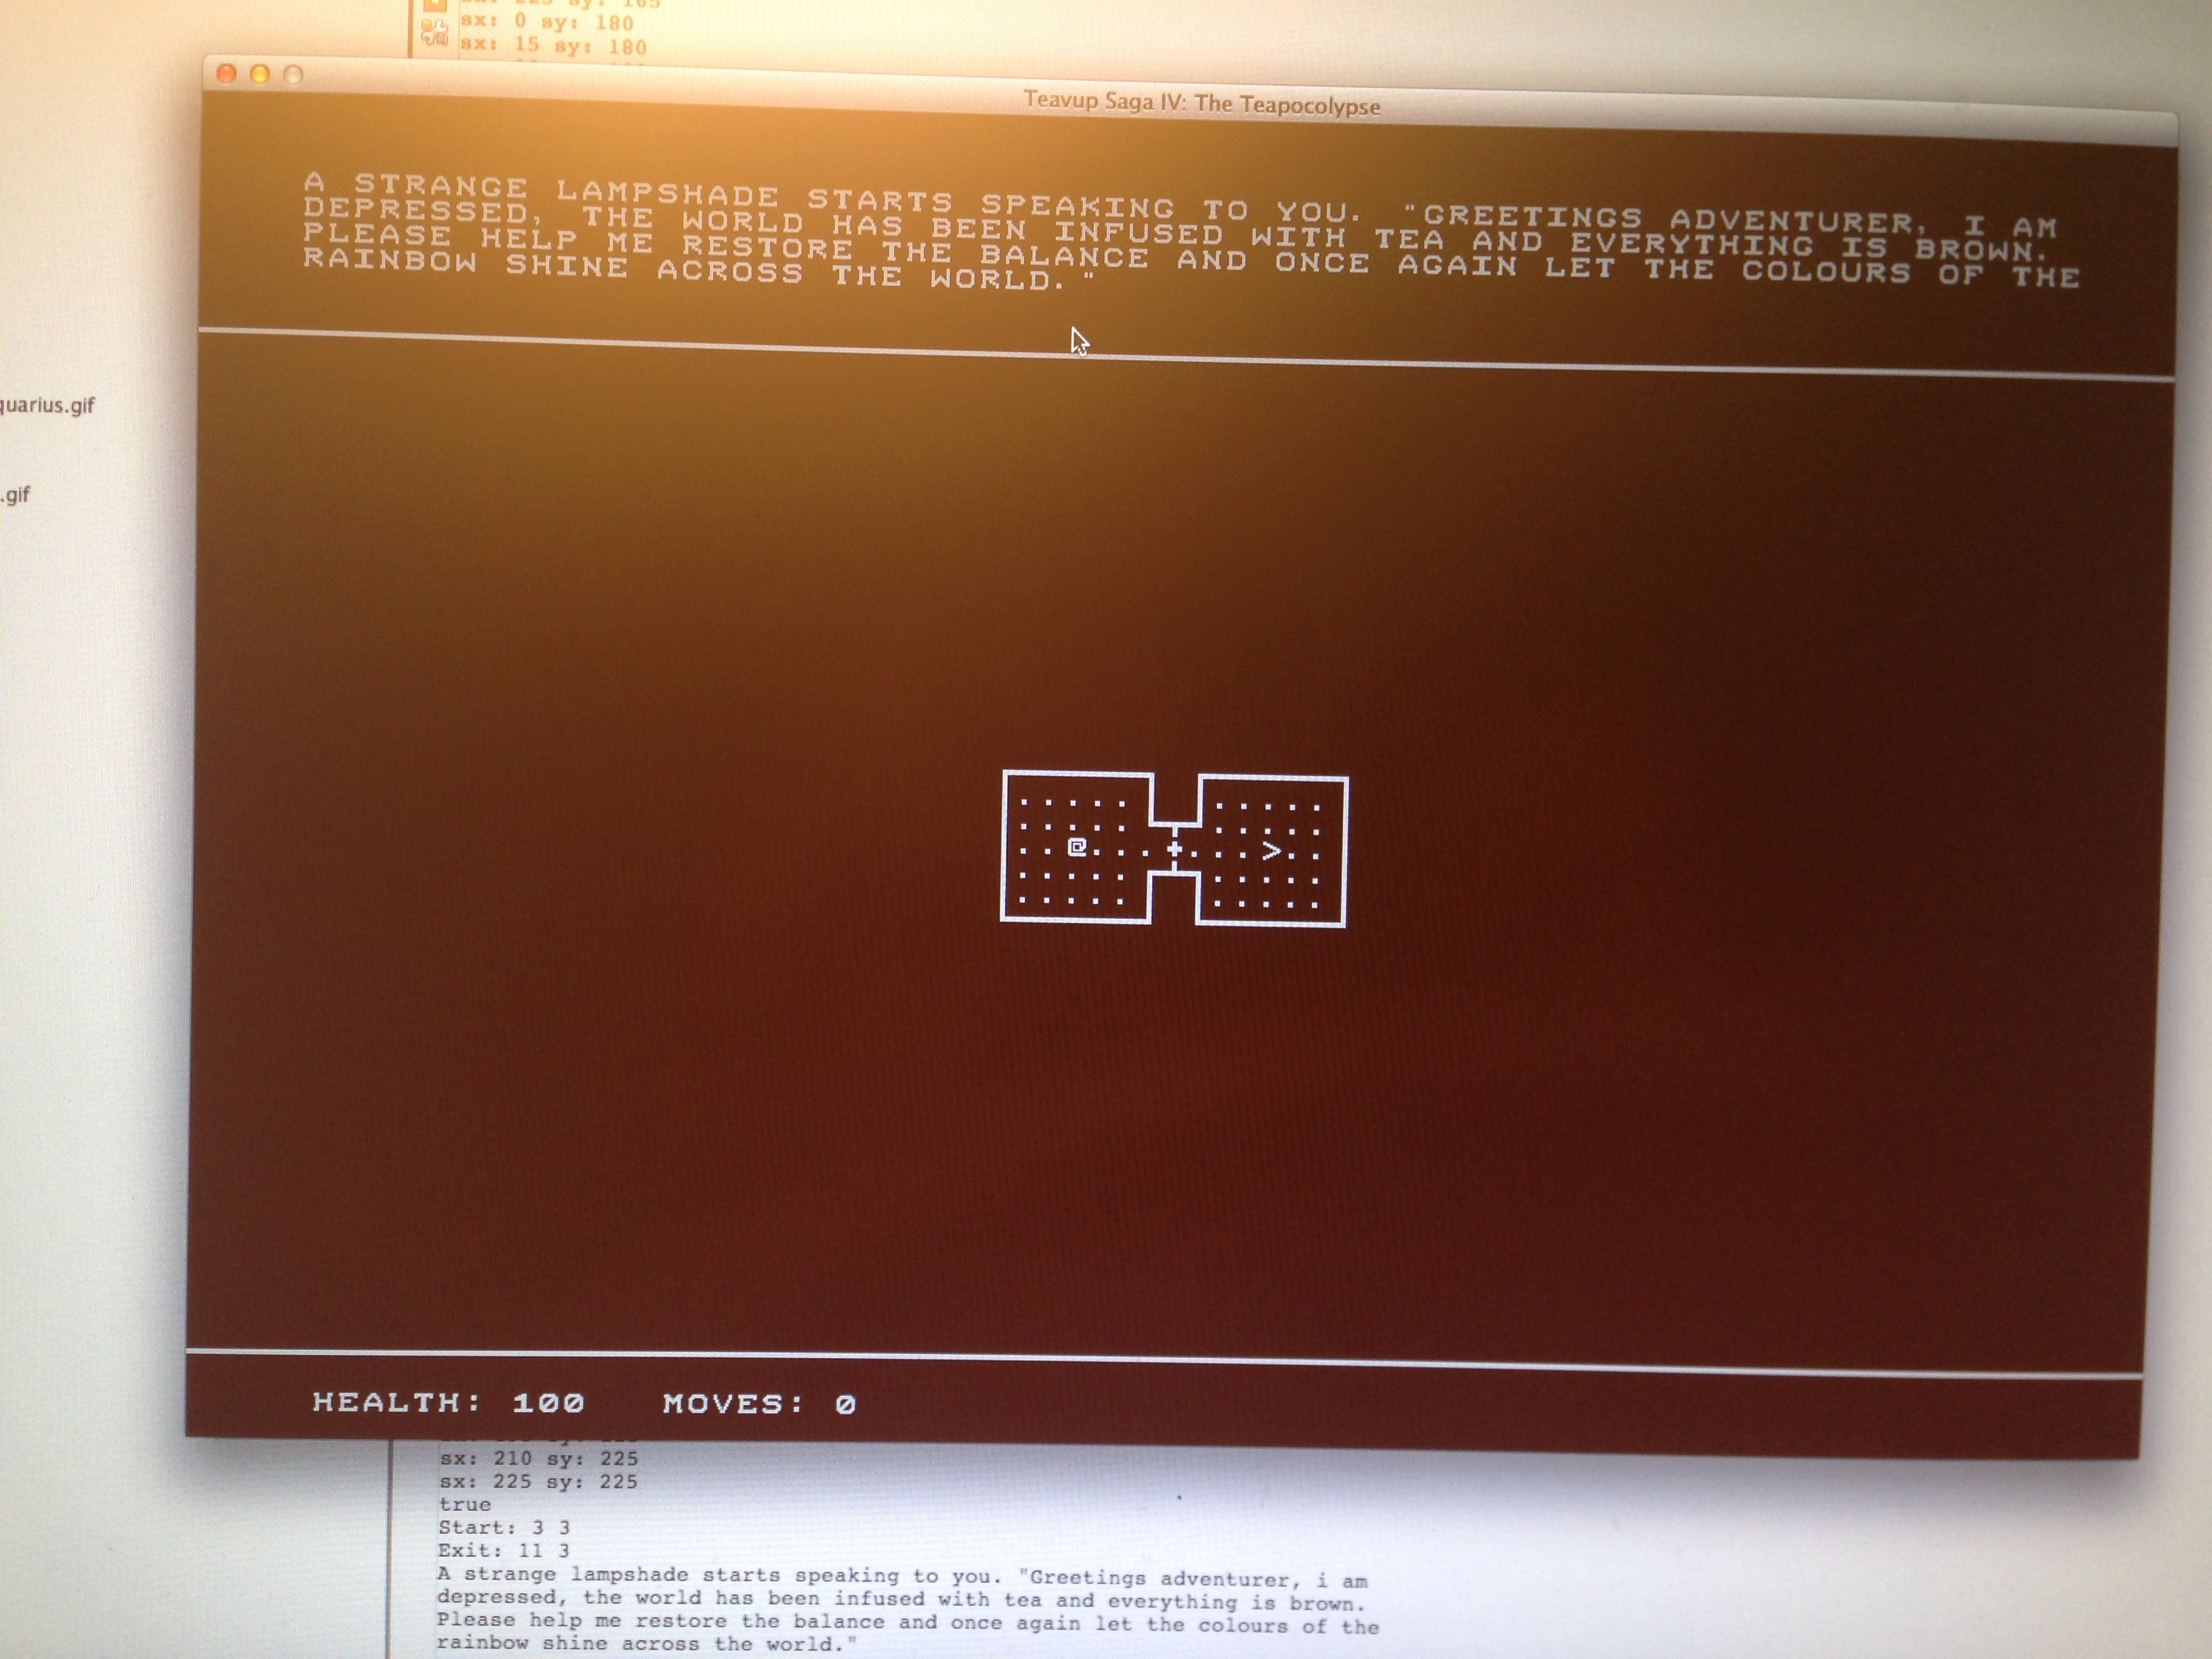 sx: 0 sy: 180
sx: 15 sy: 180
Teavup Saga IV: The Teapocolypse
A STRANGE LAMPSHADE STARTS SPEAKING TO YOU. "GREETINGS ADVENTURER, I AM
DEPRESSED, THE WORLD HAS BEEN INFUSED WITH TEA AND EVERYTHING IS BROWN.
PLEASE HELP ME RESTORE THE BALANCE AND ONCE AGAIN LET THE COLOURS OF THE
RAINBOW SHINE ACROSS THE WORLD."
quarius.gif
.gif
. . . . . . . . . .
. . . . . . . . . .
. . @ . . . + . . . > . .
. . . . . . . . . .
. . . . . . . . . .
HEALTH: 100 MOVES: 0
sx: 210 sy: 225
sx: 225 sy: 225
true
Start: 3 3
Exit: 11 3
A strange lampshade starts speaking to you. "Greetings adventurer, i am
depressed, the world has been infused with tea and everything is brown.
Please help me restore the balance and once again let the colours of the
rainbow shine across the world."